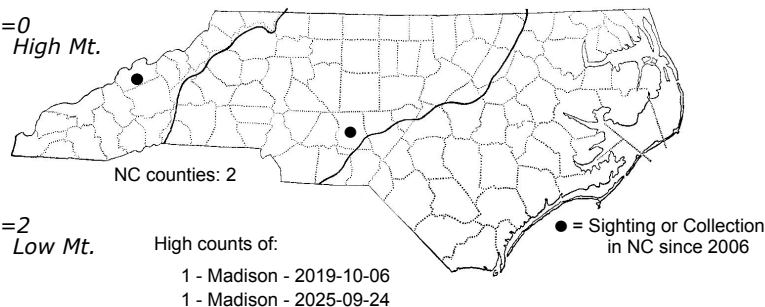 =0
High Mt.
NC counties: 2
=2
Low Mt.
High counts of:
1 - Madison - 2019-10-06
1 - Madison - 2025-09-24
● = Sighting or Collection
in NC since 2006